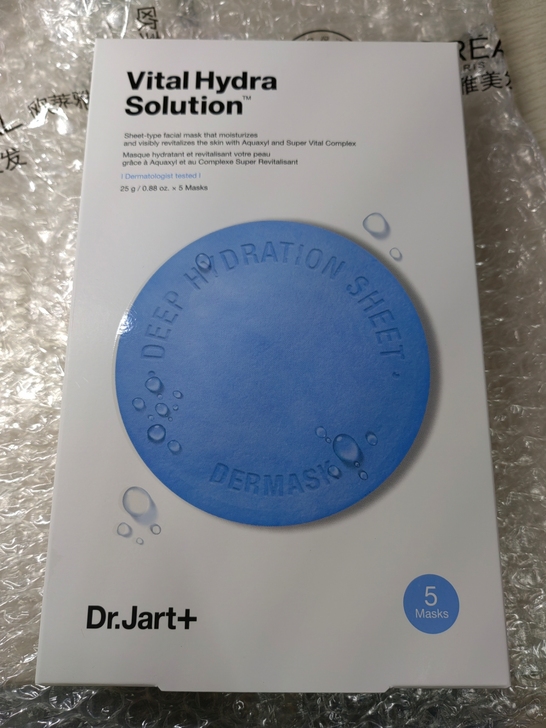 Vital Hydra
Solution™
Sheet-type facial mask that moisturizes
and visibly revitalizes the skin with Aquaxyl and Super Vital Complex
Masque hydratant et revitalisant votre peau
grâce à Aquaxyl et au Complexe Super Revitalisant
I Dermatologist tested I
25 g / 0.88 oz. × 5 Masks
DEEP HYDRATION SHEET
DERMASK
5
Masks
Dr.Jart+